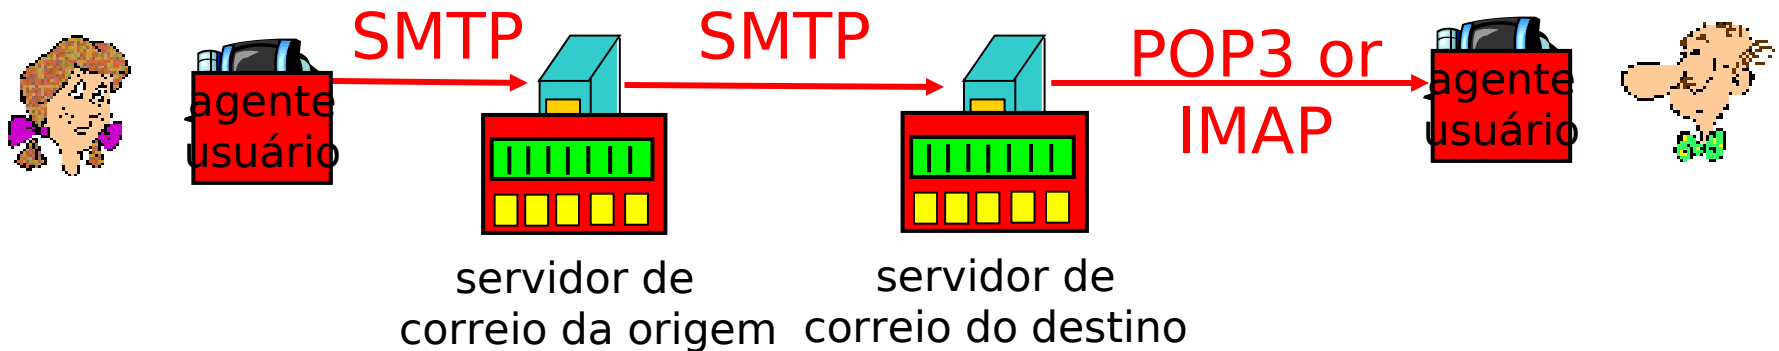 SMTP
SMTP
POP3 or
IMAP
agente
usuário
agente
usuário
servidor de
correio da origem
servidor de
correio do destino